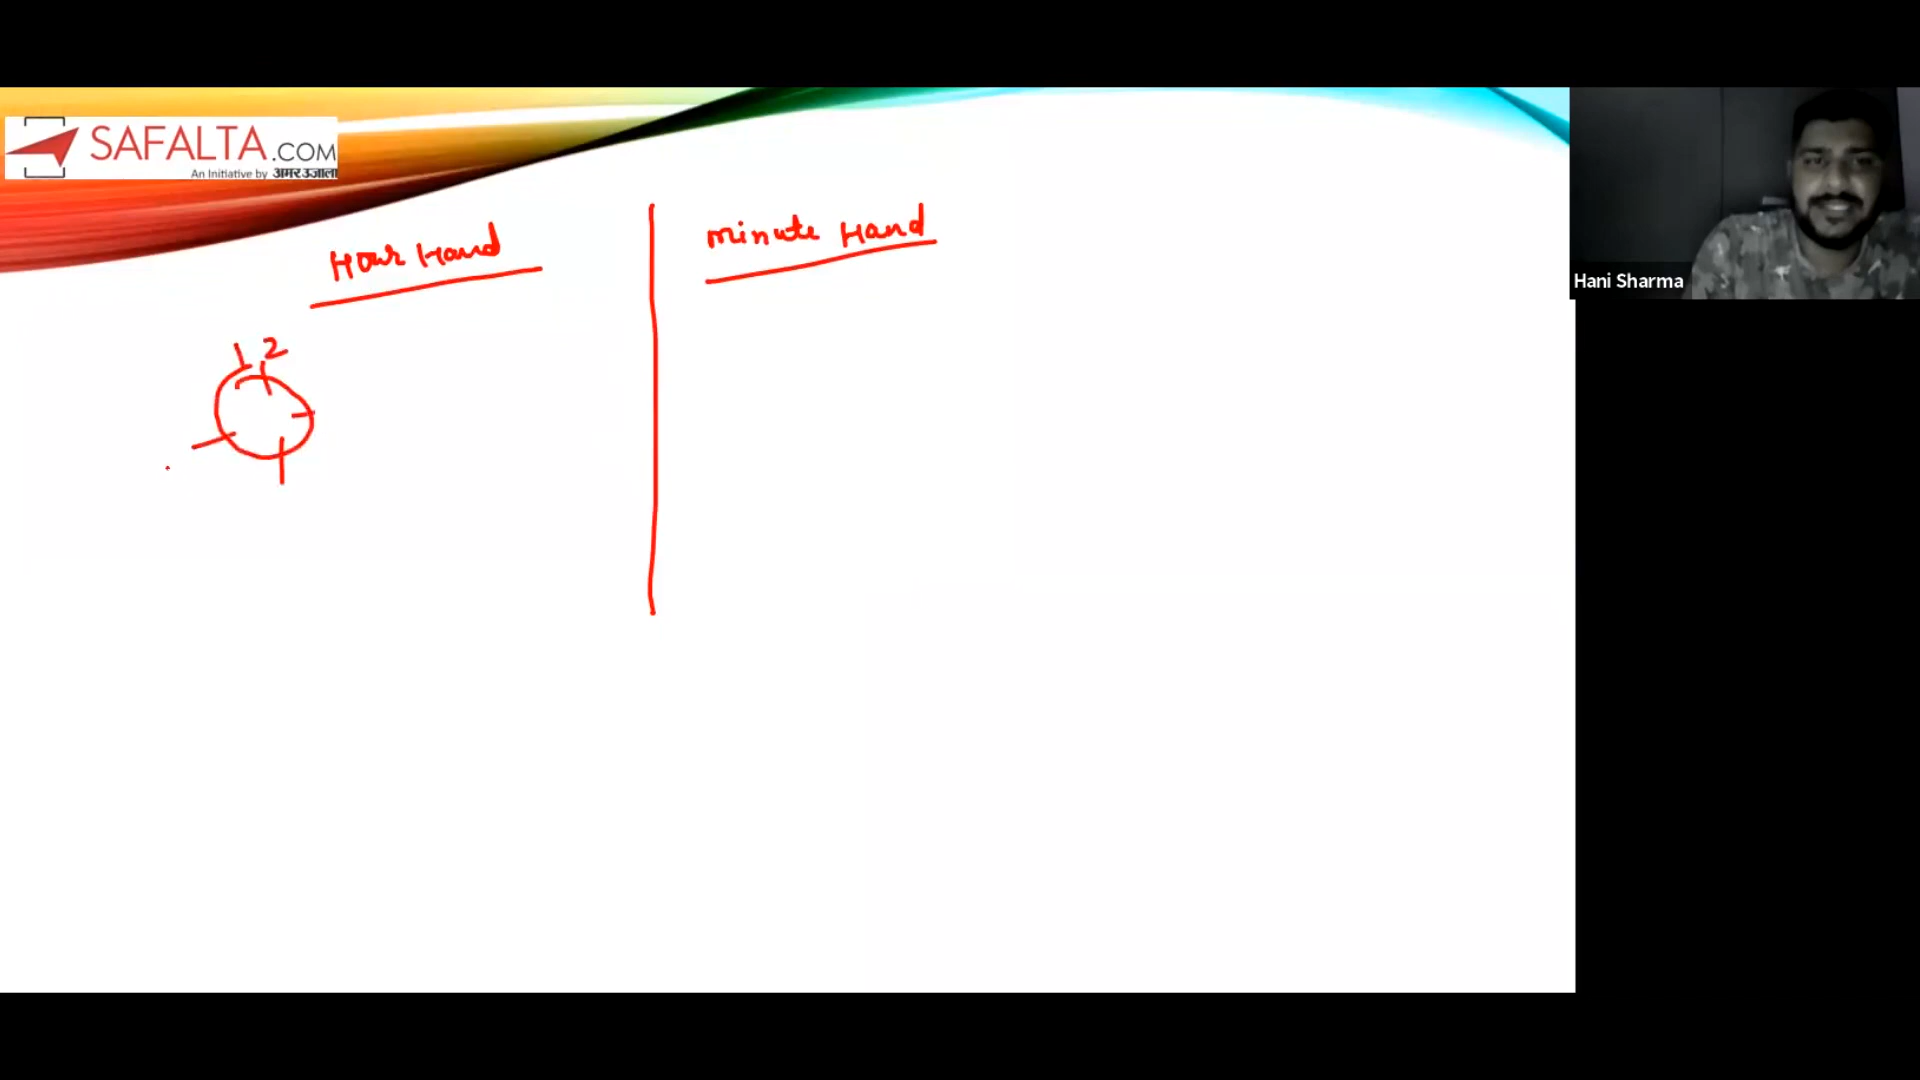 SAFALTA.COM
An Initiative by अमर उजाला
Hour Hand
Minute Hand
12
Hani Sharma